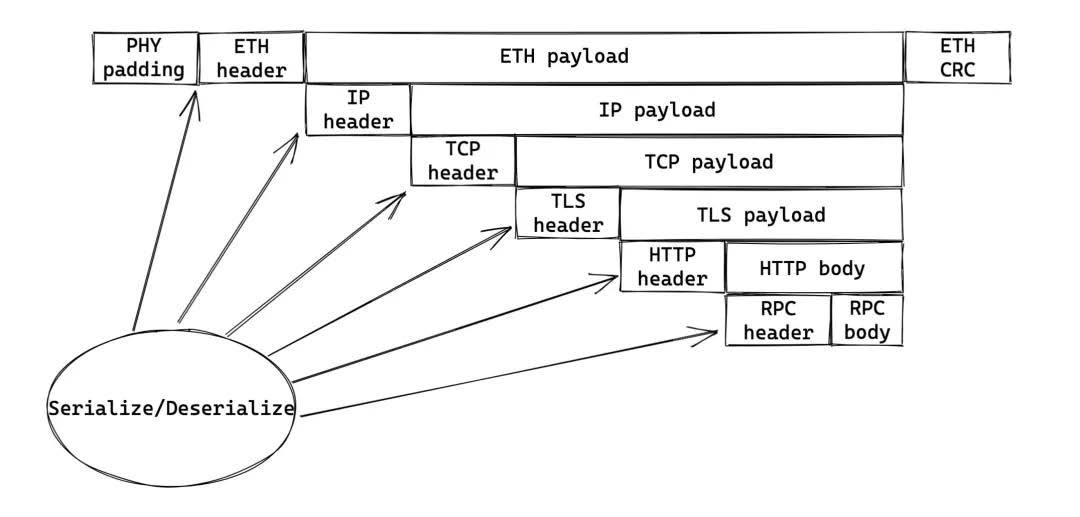 PHY
padding
ETH
header
ETH payload
ETH
CRC
IP
header
IP payload
TCP
header
TCP payload
TLS
header
TLS payload
HTTP
header
HTTP body
RPC
header
RPC
body
Serialize/Deserialize